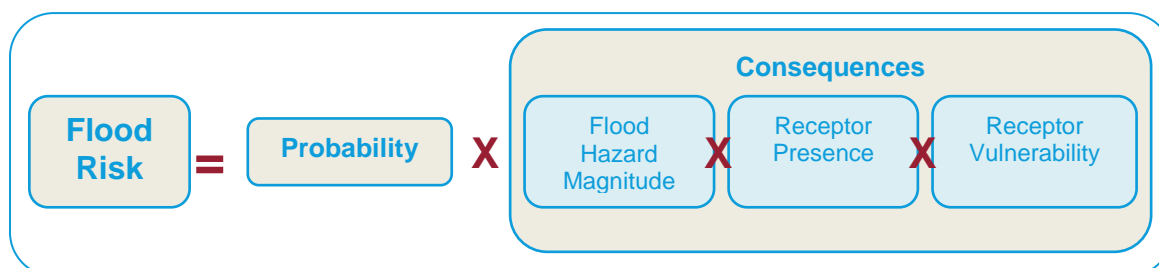 Consequences
Flood
Risk
=
Probability
X
Flood
Hazard
Magnitude
X
Receptor
Presence
X
Receptor
Vulnerability